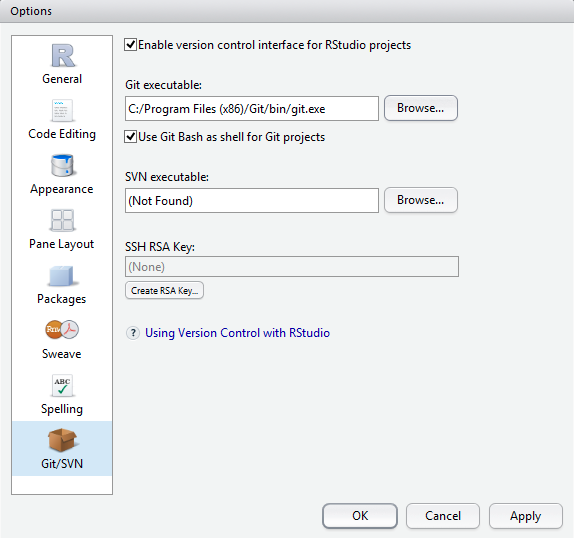 Options
General
Code Editing
Appearance
Pane Layout
Packages
Sweave
ABC
Spelling
Git/SVN
Enable version control interface for RStudio projects
Git executable:
C:/Program Files (x86)/Git/bin/git.exe
Browse...
Use Git Bash as shell for Git projects
SVN executable:
(Not Found)
Browse...
SSH RSA Key:
(None)
Create RSA Key...
? Using Version Control with RStudio
OK
Cancel
Apply